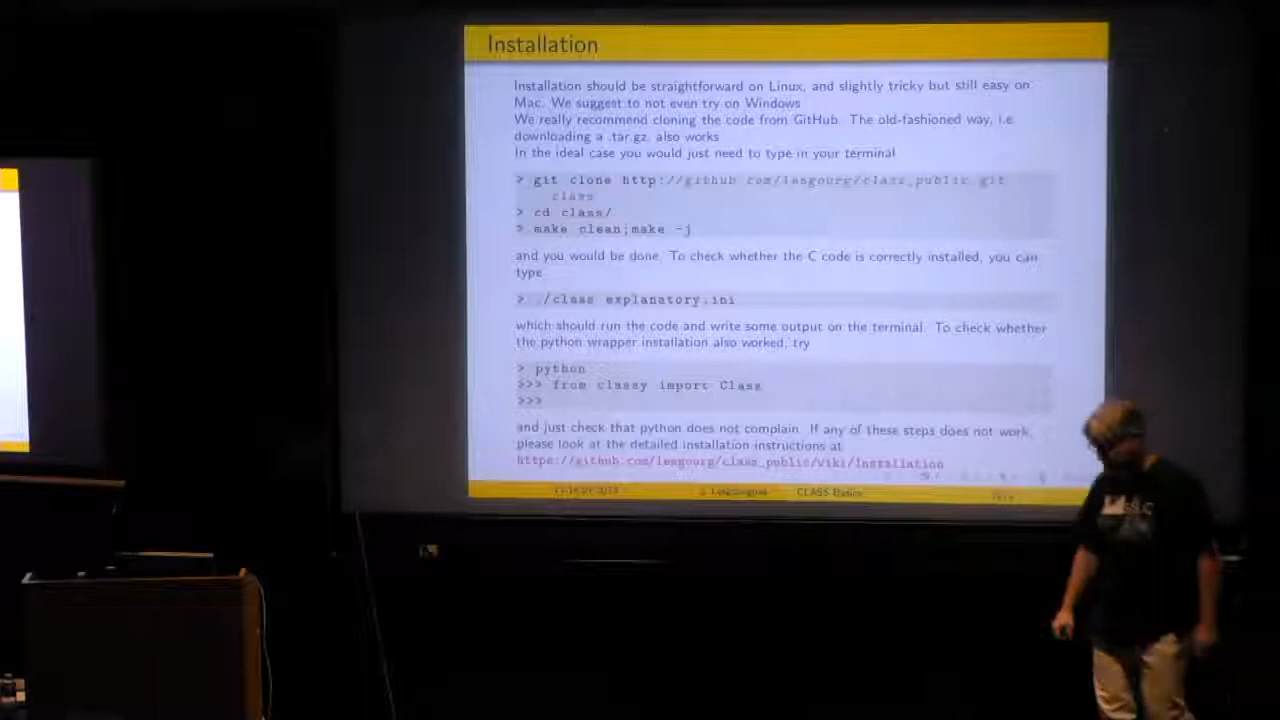 Installation
Installation should be straightforward on Linux, and slightly tricky but still easy on
Mac. We suggest to not even try on Windows
We really recommend cloning the code from GitHub. The old-fashioned way, i.e
downloading a .tar.gz. also works
In the ideal case you would just need to type in your terminal
> git clone http://github.com/lesgourg/class_public.git
class
> cd class/
> make clean;make -j
and you would be done. To check whether the C code is correctly installed, you can
type
> ./class explanatory.ini
which should run the code and write some output on the terminal. To check whether
the python wrapper installation also worked, try
> python
>>> from classy import Class
>>>
and just check that python does not complain. If any of these steps does not work,
please look at the detailed installation instructions at
https://github.com/lesgourg/class_public/wiki/Installation
J. Lesgourgues CLASS Basics